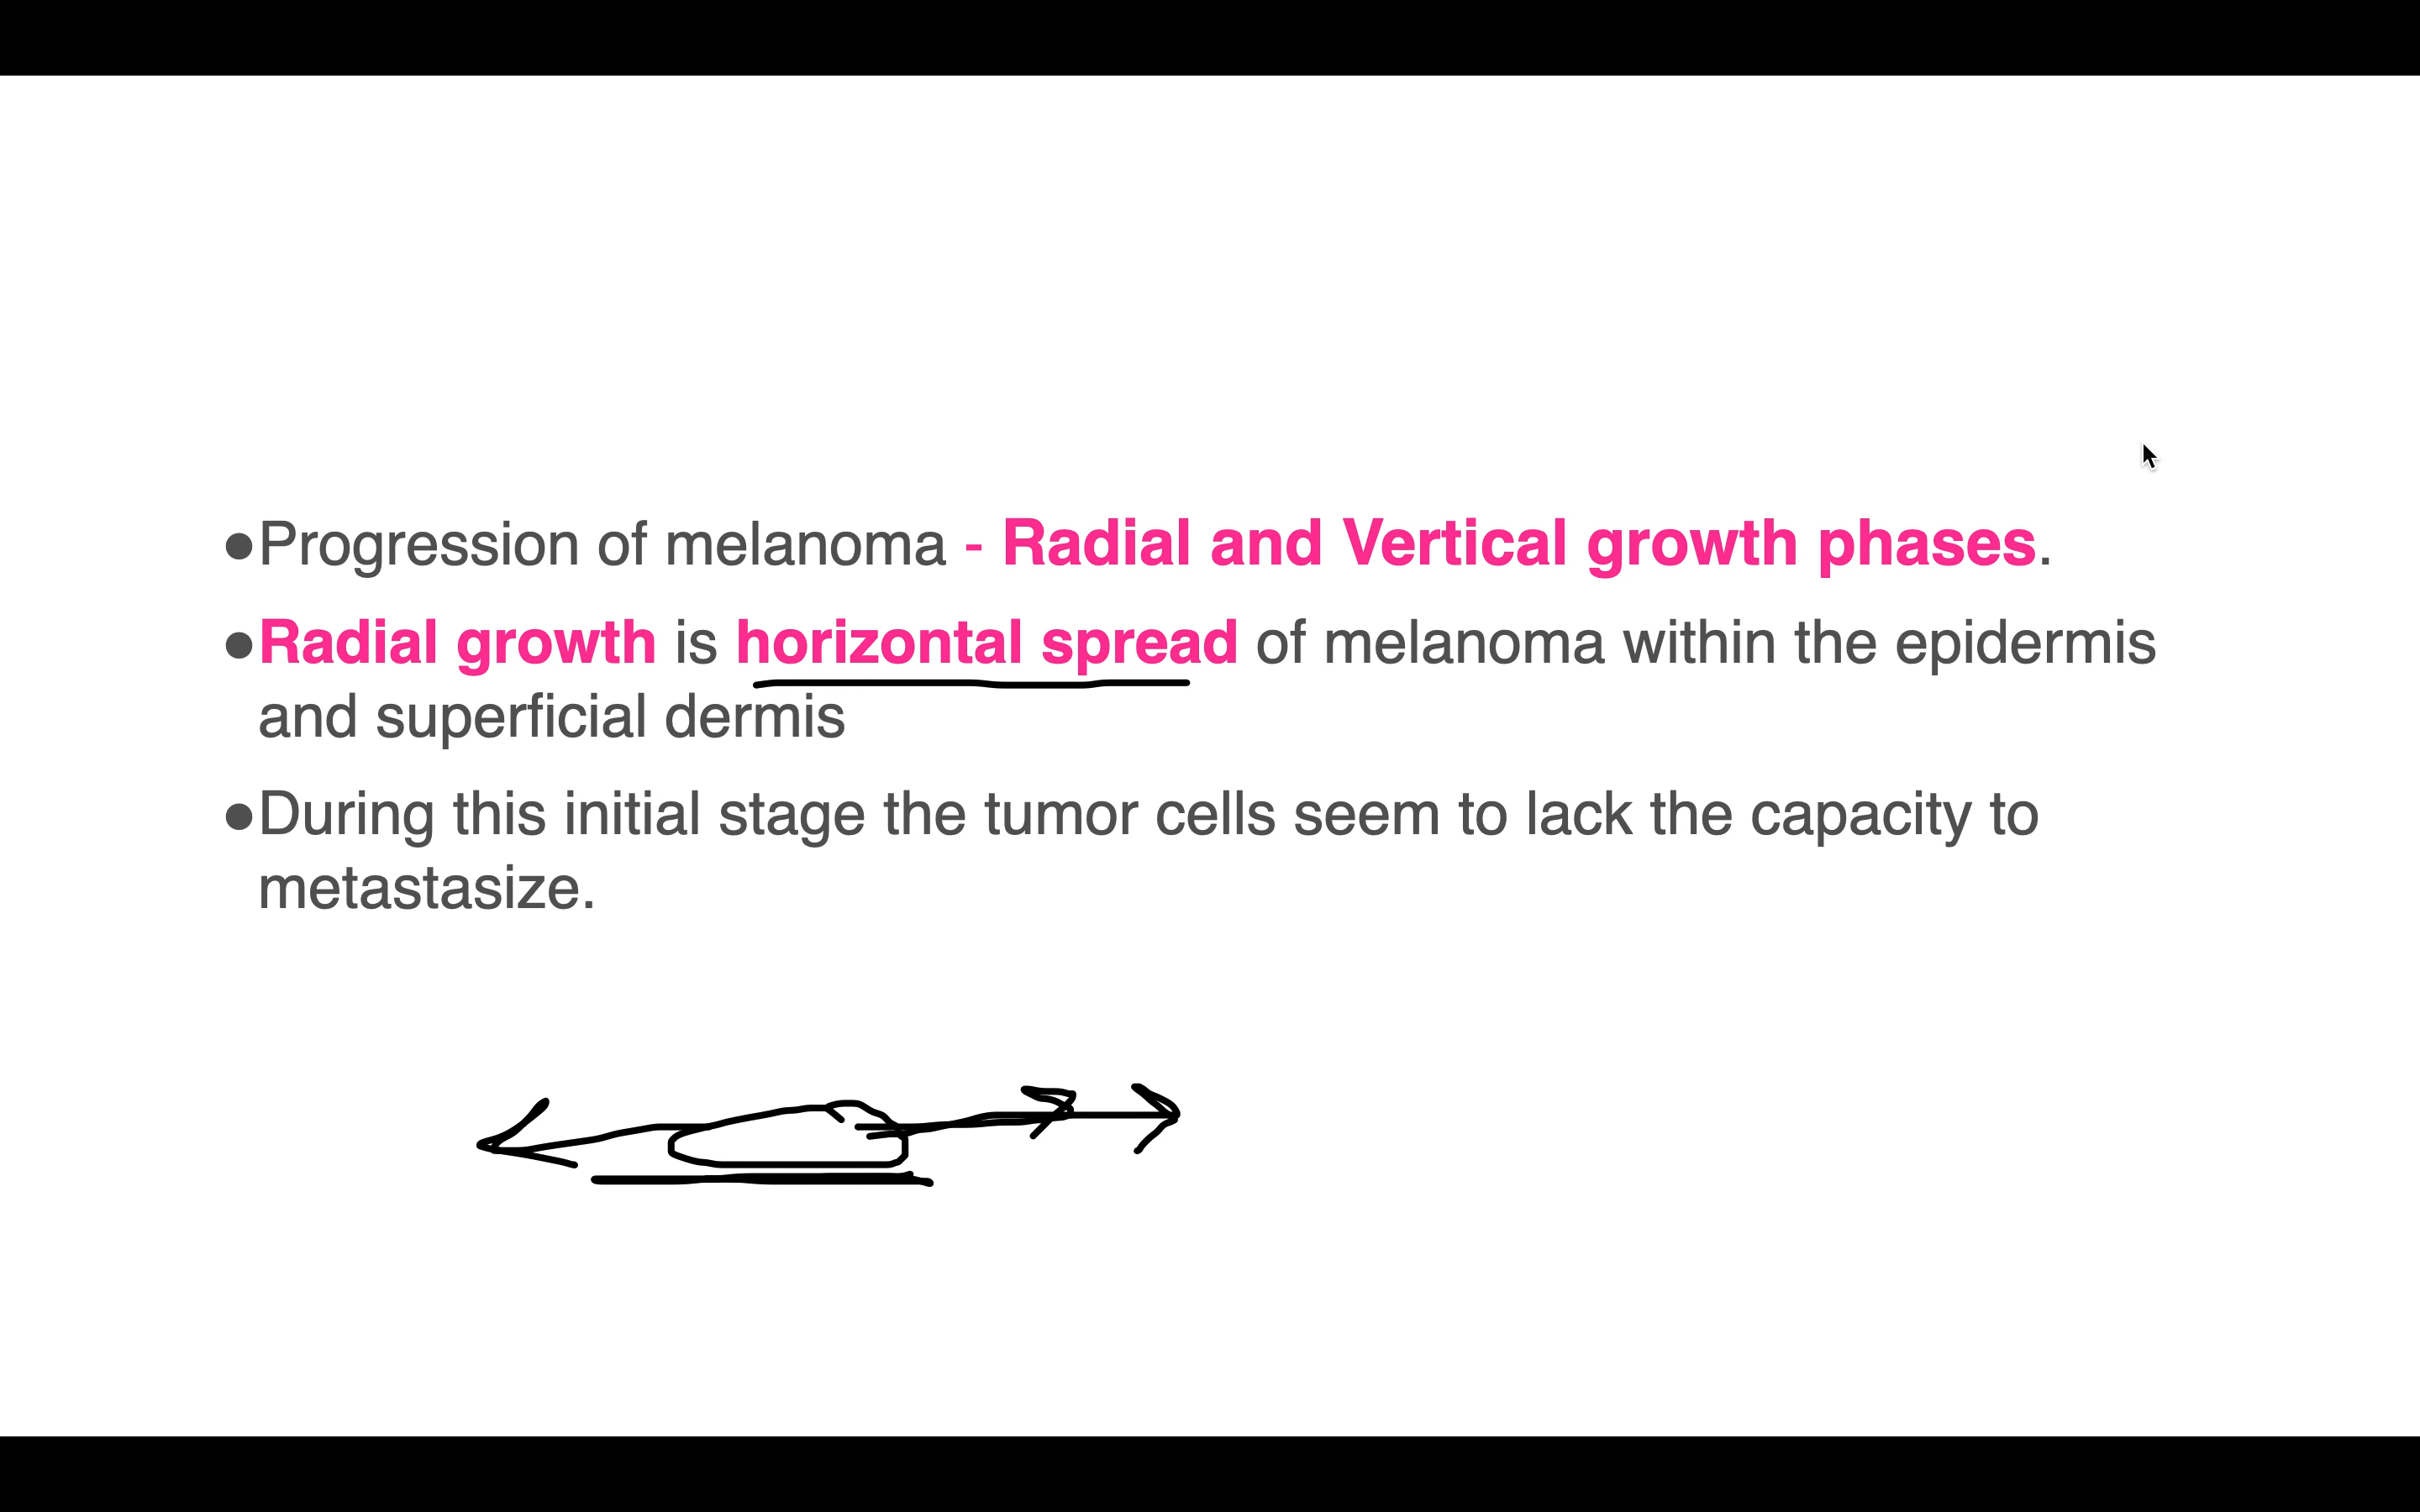 ●Progression of melanoma - Radial and Vertical growth phases.
●Radial growth is horizontal spread of melanoma within the epidermis
and superficial dermis
●During this initial stage the tumor cells seem to lack the capacity to
metastasize.